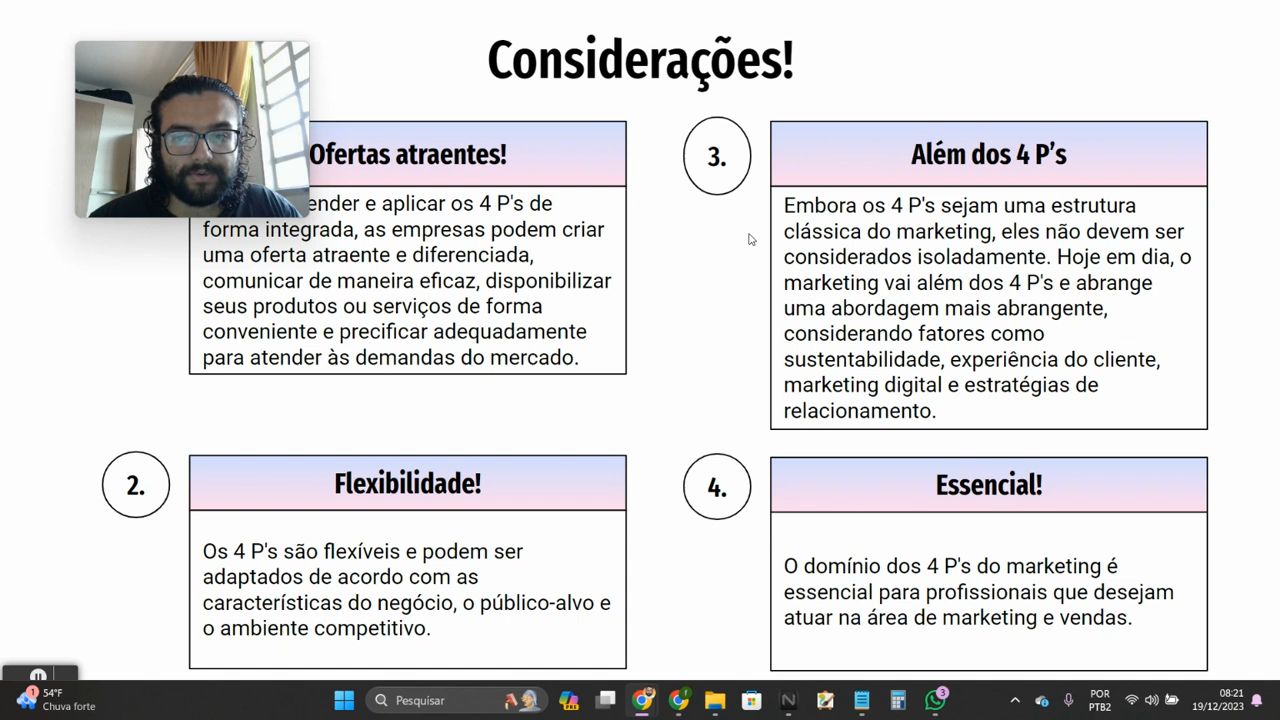 Considerações!
Ofertas atraentes!
ender e aplicar os 4 P's de
forma integrada, as empresas podem criar
uma oferta atraente e diferenciada,
comunicar de maneira eficaz, disponibilizar
seus produtos ou serviços de forma
conveniente e precificar adequadamente
para atender às demandas do mercado.
2.
Flexibilidade!
Os 4 P's são flexíveis e podem ser
adaptados de acordo com as
características do negócio, o público-alvo e
o ambiente competitivo.
3.
Além dos 4 P's
Embora os 4 P's sejam uma estrutura
clássica do marketing, eles não devem ser
considerados isoladamente. Hoje em dia, o
marketing vai além dos 4 P's e abrange
uma abordagem mais abrangente,
considerando fatores como
sustentabilidade, experiência do cliente,
marketing digital e estratégias de
relacionamento.
4.
Essencial!
O domínio dos 4 P's do marketing é
essencial para profissionais que desejam
atuar na área de marketing e vendas.
1
54°F
Chuva forte
Pesquisar
3
POR
PTB2
08:21
19/12/2023